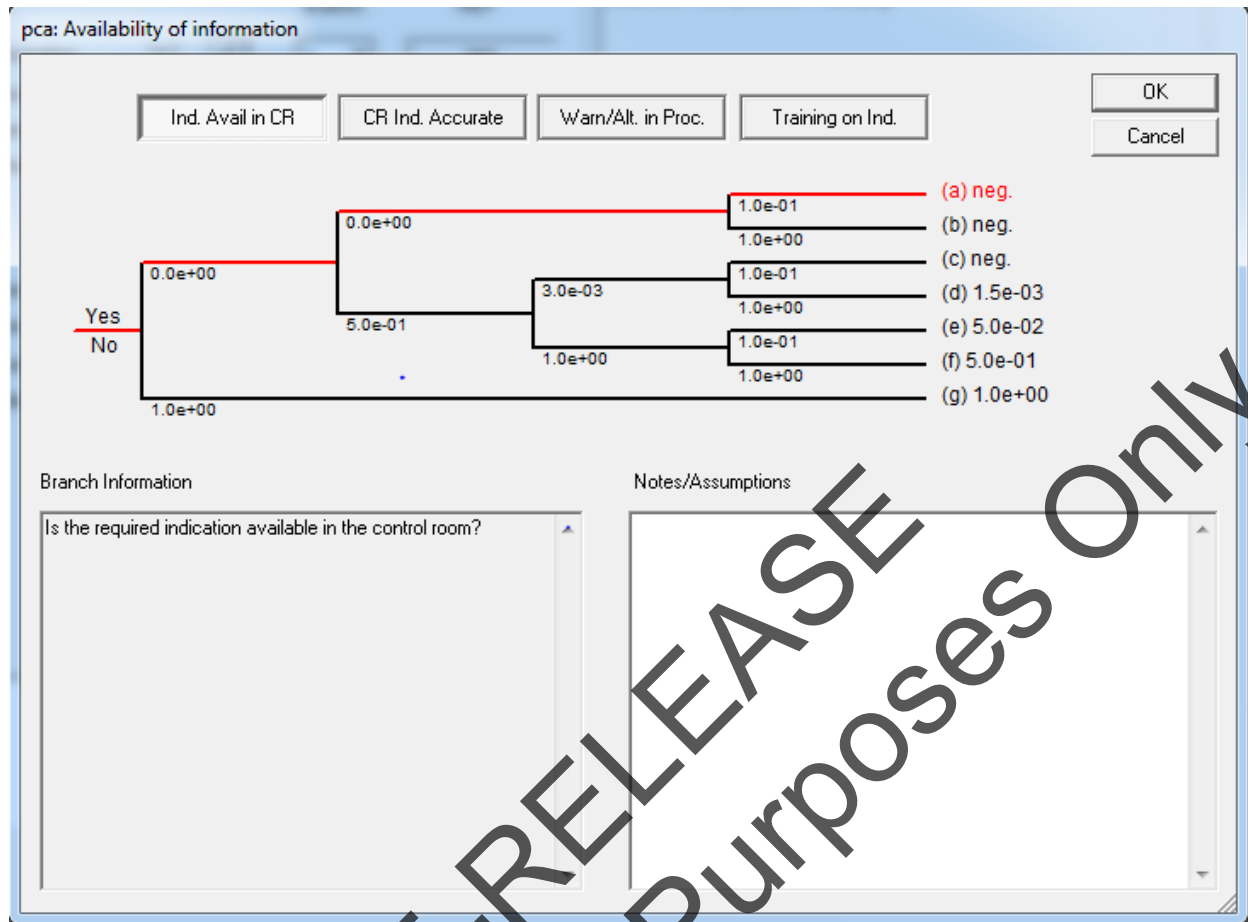 pca: Availability of information
Ind. Avail in CR
CR Ind. Accurate
Warn/Alt. in Proc.
Training on Ind.
OK
Cancel
Yes
No
0.0e+00
1.0e+00
0.0e+00
5.0e-01
3.0e-03
1.0e+00
1.0e-01
1.0e+00
1.0e-01
1.0e+00
1.0e-01
1.0e+00
(a) neg.
(b) neg.
(c) neg.
(d) 1.5e-03
(e) 5.0e-02
(f) 5.0e-01
(g) 1.0e+00
Branch Information
Is the required indication available in the control room?
Notes/Assumptions
RELEASE
Purposes Only